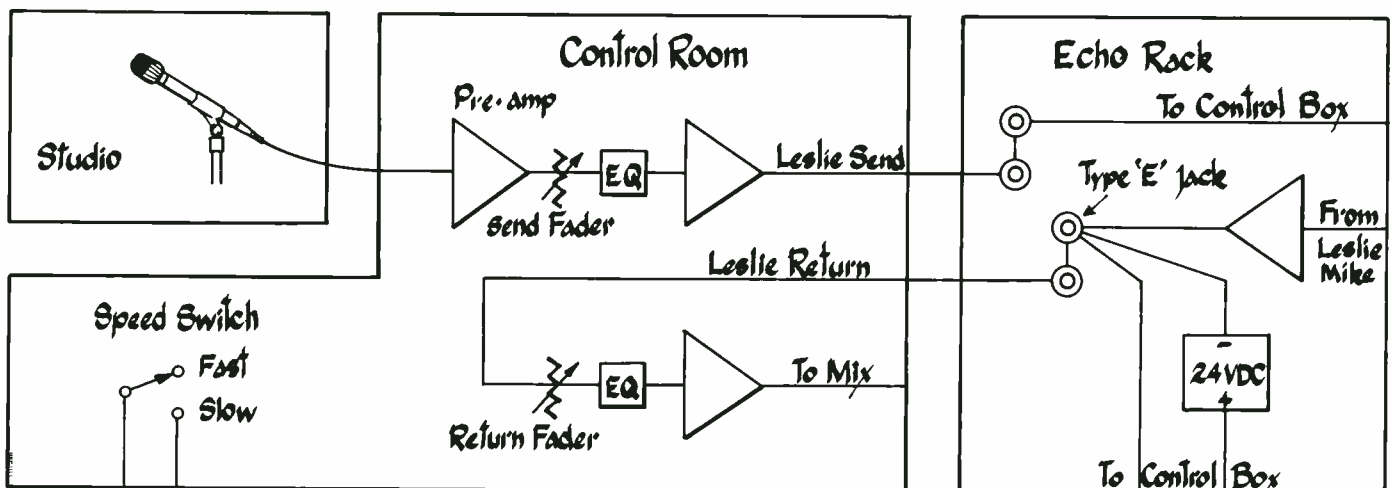 Studio
Control Room
Pre-amp
Send Fader
EQ
Leslie Send
Leslie Return
Return Fader
EQ
To Mix
Speed Switch
Fast
Slow
Echo Rack
To Control Box
Type 'E' Jack
From
Leslie
Mike
-
24VDC
+
To Control Box